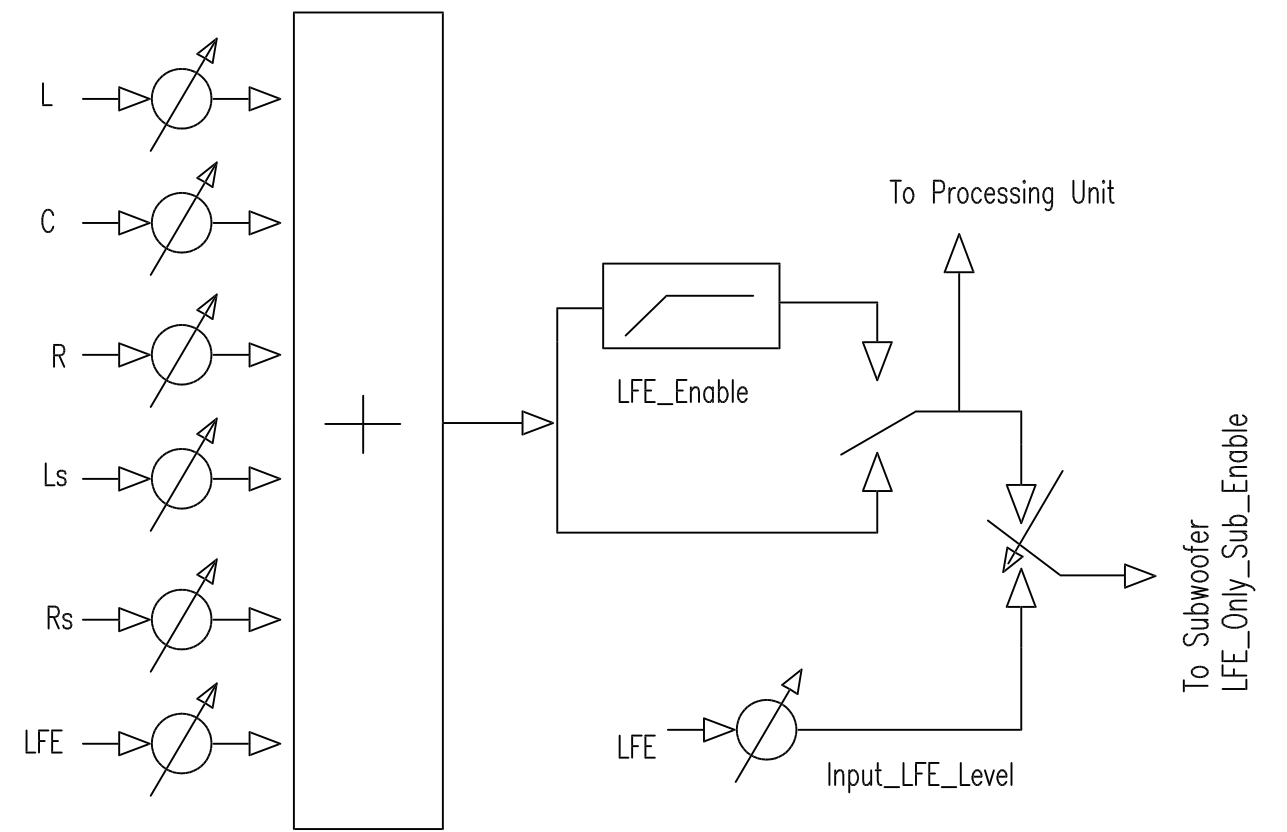 L
C
R
Ls
Rs
LFE
To Processing Unit
LFE_Enable
LFE
Input_LFE_Level
To Subwoofer
LFE_Only_Sub_Enable